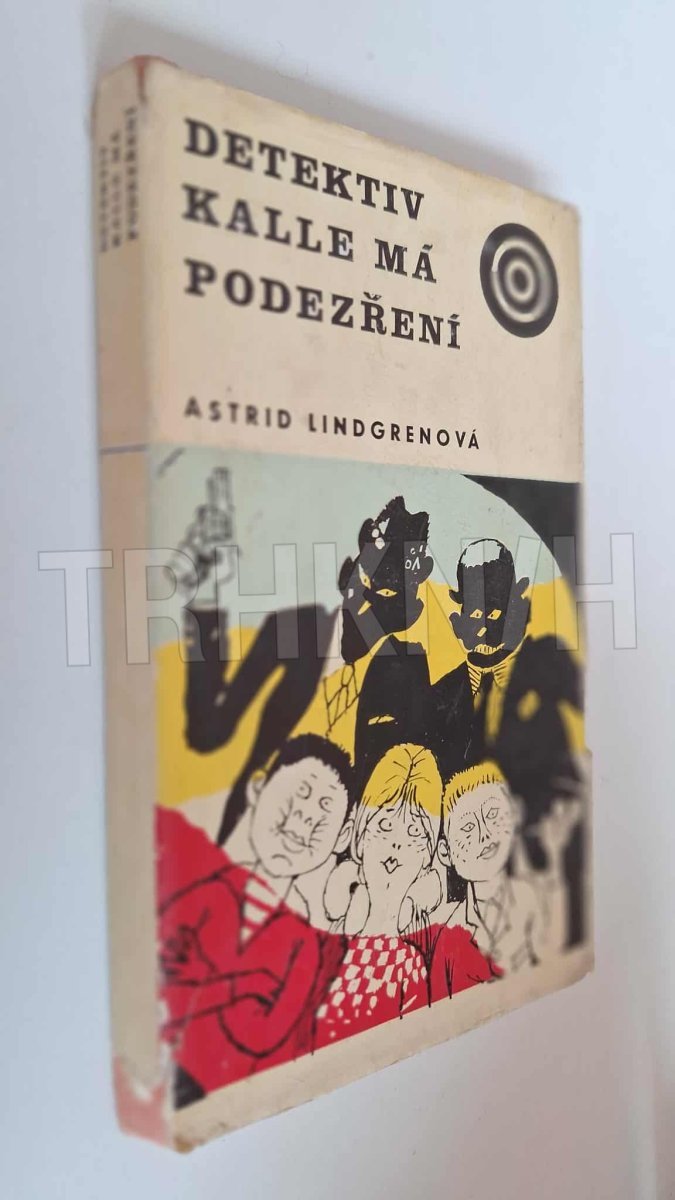 DETEKTIV
KALLE MÁ
PODEZŘENÍ
ASTRID LINDGRENOVÁ
TRHKNIH